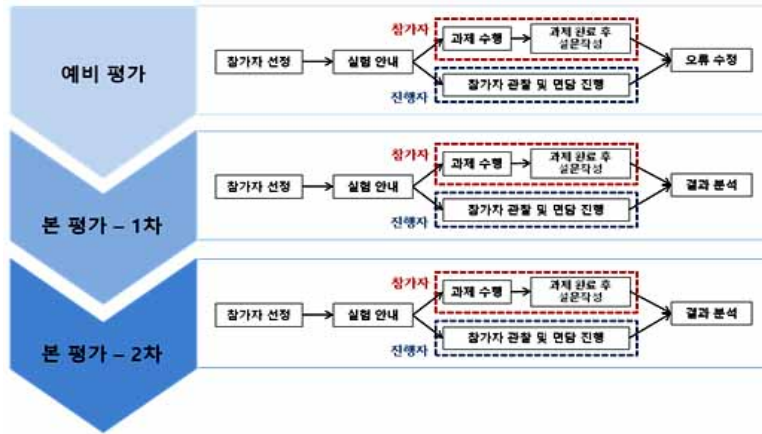 예비 평가
참가자 선정
실험 안내
참가자
과제 수행
과제 완료 후
설문작성
진행자
참가자 관찰 및 면담 진행
오류 수정
본 평가 – 1차
참가자 선정
실험 안내
참가자
과제 수행
과제 완료 후
설문작성
진행자
참가자 관찰 및 면담 진행
결과 분석
본 평가 – 2차
참가자 선정
실험 안내
참가자
과제 수행
과제 완료 후
설문작성
진행자
참가자 관찰 및 면담 진행
결과 분석